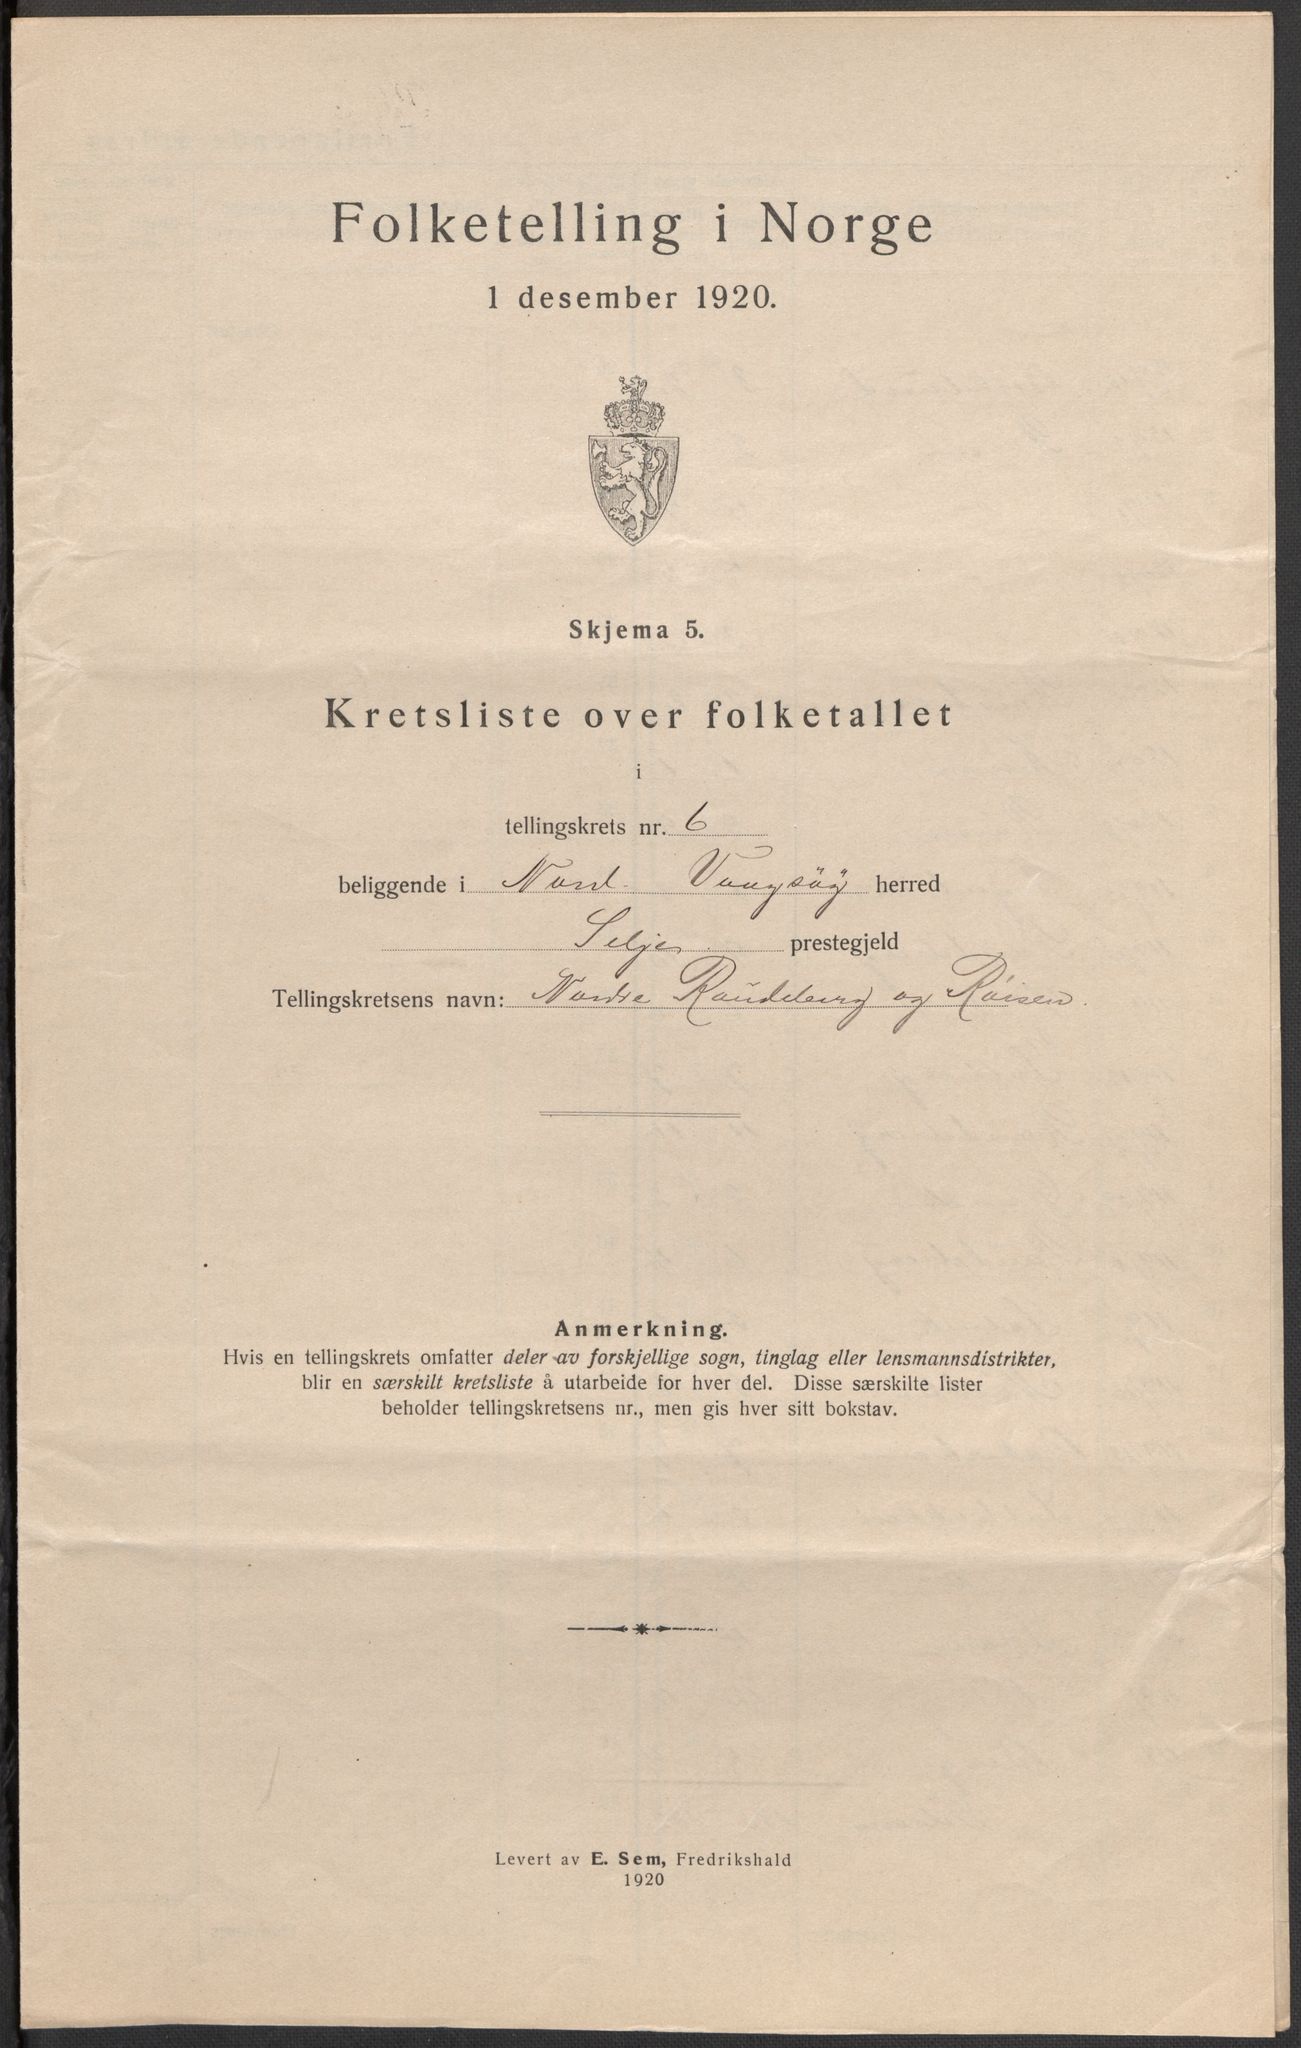 Folketelling i Norge
1 desember 1920.
Skjema 5.
Kretsliste over folketallet
i
tellingskrets nr. 6
beliggende i Nord Vaagsöy herred
Selje prestegjeld
Tellingskretsens navn: Nordre Raudeberg og Röisen.
Anmerkning.
Hvis en tellingskrets omfatter deler av forskjellige sogn, tinglag eller lensmannsdistrikter,
blir en særskilt kretsliste å utarbeide for hver del. Disse særskilte lister
beholder tellingskretsens nr., men gis hver sitt bokstav.
Levert av E. Sem, Fredrikshald
1920